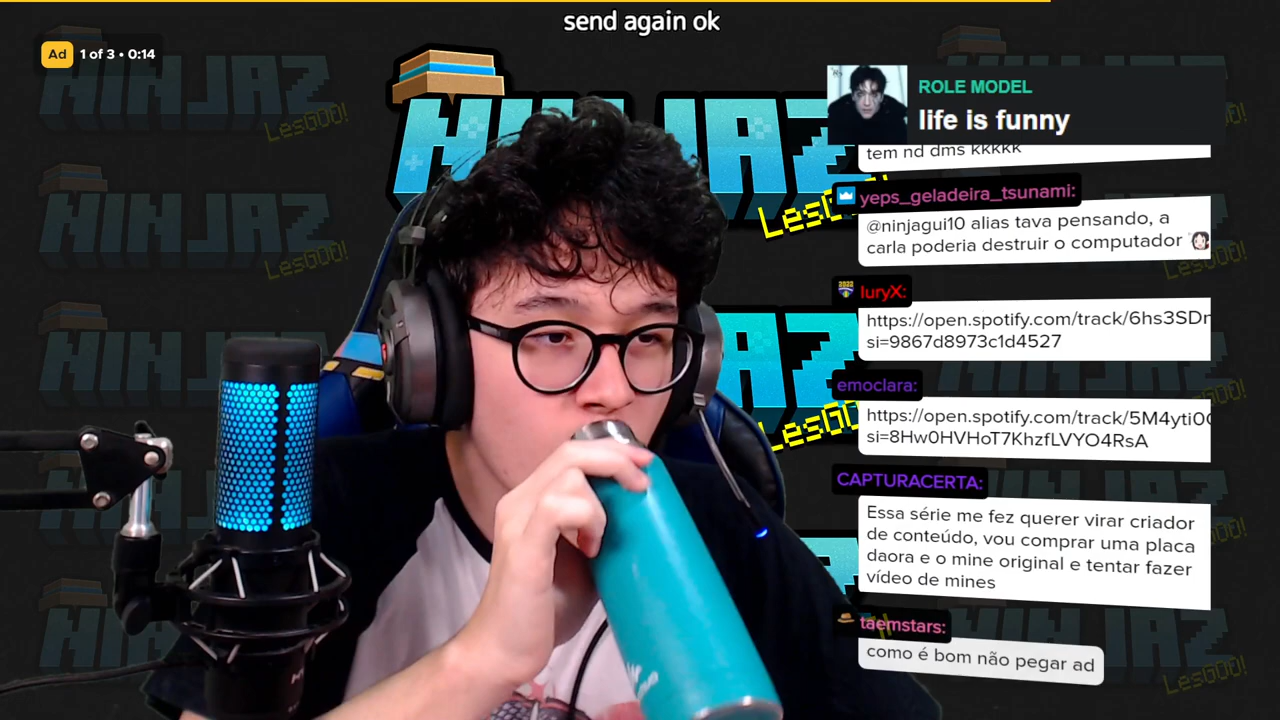 send again ok
Ad 1 of 3 • 0:14
NINJAZ
LesGOO!
ROLE MODEL
life is funny
tem nd dms kkkkk
yeps_geladeira_tsunami:
@ninjagui10 alias tava pensando, a
carla poderia destruir o computador
IuryX:
https://open.spotify.com/track/6hs3SDr
si=9867d8973c1d4527
emoclara:
https://open.spotify.com/track/5M4yti0
si=8Hw0HVHoT7KhzfLVYO4RsA
CAPTURACERTA:
Essa série me fez querer virar criador
de conteúdo, vou comprar uma placa
daora e o mine original e tentar fazer
vídeo de mines
taemstars:
como é bom não pegar ad